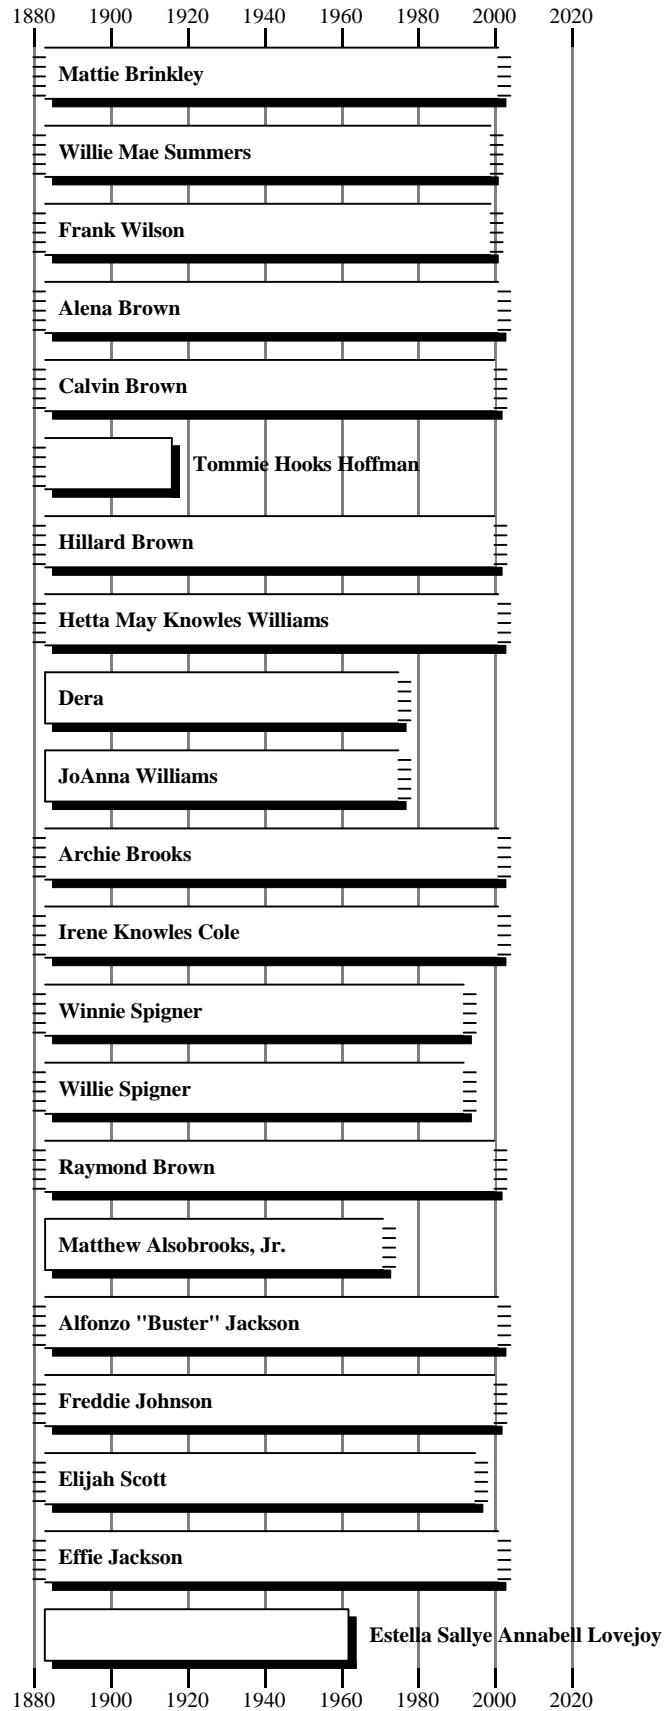 1880 1900 1920 1940 1960 1980 2000 2020
Mattie Brinkley
Willie Mae Summers
Frank Wilson
Alena Brown
Calvin Brown
Tommie Hooks Hoffman
Hillard Brown
Hetta May Knowles Williams
Dera
JoAnna Williams
Archie Brooks
Irene Knowles Cole
Winnie Spigner
Willie Spigner
Raymond Brown
Matthew Alsobrooks, Jr.
Alfonzo "Buster" Jackson
Freddie Johnson
Elijah Scott
Effie Jackson
Estella Sallye Annabell Lovejoy
1880 1900 1920 1940 1960 1980 2000 2020